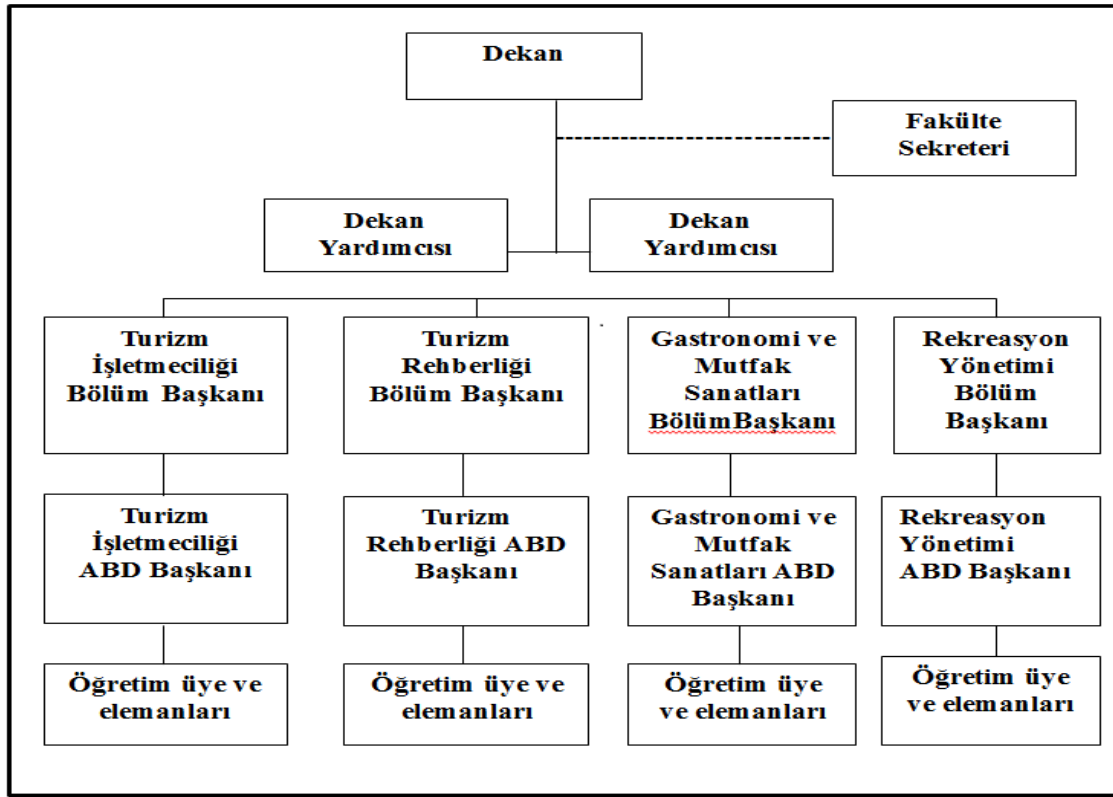 Dekan
Fakülte
Sekreteri
Dekan
Yardımcısı
Dekan
Yardımcısı
Turizm
İşletmeciliği
Bölüm Başkanı
Turizm
Rehberliği
Bölüm Başkanı
Gastronomi ve
Mutfak
Sanatları
BölümBaşkanı
Rekreasyon
Yönetimi
Bölüm
Başkanı
Turizm
İşletmeciliği
ABD Başkanı
Turizm
Rehberliği ABD
Başkanı
Gastronomi ve
Mutfak
Sanatları ABD
Başkanı
Rekreasyon
Yönetimi
ABD Başkanı
Öğretim üye ve
elemanları
Öğretim üye ve
elemanları
Öğretim üye
ve elemanları
Öğretim üye
ve elemanları